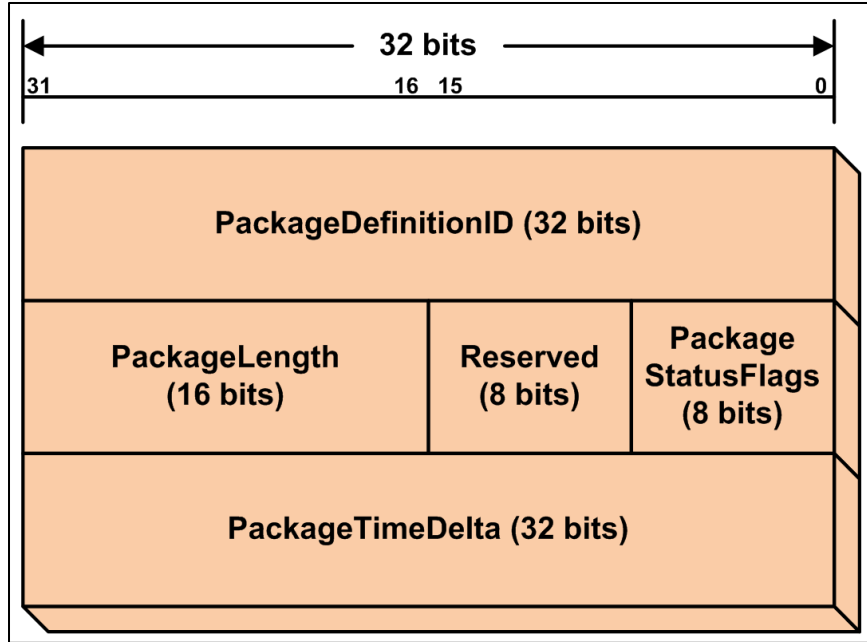 32 bits
31 16 15 0
PackageDefinitionID (32 bits)
PackageLength
(16 bits)
Reserved
(8 bits)
Package
StatusFlags
(8 bits)
PackageTimeDelta (32 bits)